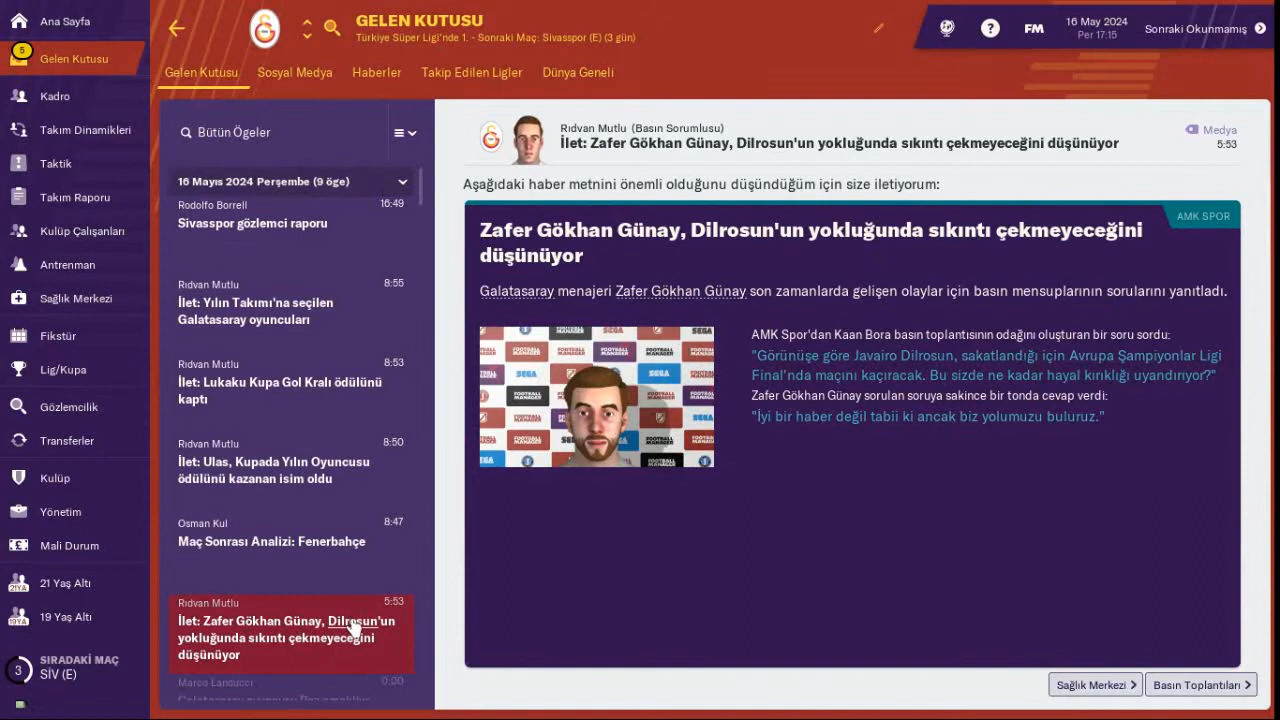 Ana Sayfa
5
Gelen Kutusu
Kadro
Takım Dinamikleri
Taktik
Takım Raporu
Kulüp Çalışanları
Antrenman
Sağlık Merkezi
Fikstür
Lig/Kupa
Gözlemcilik
Transferler
Kulüp
Yönetim
Mali Durum
21YA
21 Yaş Altı
19YA
19 Yaş Altı
3
SIRADAKİ MAÇ
SİV (E)
GELEN KUTUSU
Türkiye Süper Ligi'nde 1. - Sonraki Maç: Sivasspor (E) (3 gün)
FM
16 May 2024
Per 17:15
Sonraki Okunmamış
Gelen Kutusu
Sosyal Medya
Haberler
Takip Edilen Ligler
Dünya Geneli
Bütün Ögeler
16 Mayıs 2024 Perşembe (9 öge)
Rodolfo Borrell 16:49
Sivasspor gözlemci raporu
Rıdvan Mutlu 8:55
İlet: Yılın Takımı'na seçilen
Galatasaray oyuncuları
Rıdvan Mutlu 8:53
İlet: Lukaku Kupa Gol Kralı ödülünü
kaptı
Rıdvan Mutlu 8:50
İlet: Ulas, Kupada Yılın Oyuncusu
ödülünü kazanan isim oldu
Osman Kul 8:47
Maç Sonrası Analizi: Fenerbahçe
Rıdvan Mutlu 5:53
İlet: Zafer Gökhan Günay, Dilrosun'un
yokluğunda sıkıntı çekmeyeceğini
düşünüyor
Marco Landucci 0:00
Rıdvan Mutlu (Basın Sorumlusu)
İlet: Zafer Gökhan Günay, Dilrosun'un yokluğunda sıkıntı çekmeyeceğini düşünüyor
Medya
5:53
Aşağıdaki haber metnini önemli olduğunu düşündüğüm için size iletiyorum:
AMK SPOR
Zafer Gökhan Günay, Dilrosun'un yokluğunda sıkıntı çekmeyeceğini
düşünüyor
Galatasaray menajeri Zafer Gökhan Günay son zamanlarda gelişen olaylar için basın mensuplarının sorularını yanıtladı.
SEGA
FOOTBALL MANAGER
AMK Spor'dan Kaan Bora basın toplantısının odağını oluşturan bir soru sordu:
"Görünüşe göre Javairo Dilrosun, sakatlandığı için Avrupa Şampiyonlar Ligi
Final'nda maçını kaçıracak. Bu sizde ne kadar hayal kırıklığı uyandırıyor?"
Zafer Gökhan Günay sorulan soruya sakince bir tonda cevap verdi:
"İyi bir haber değil tabii ki ancak biz yolumuzu buluruz."
Sağlık Merkezi
Basın Toplantıları